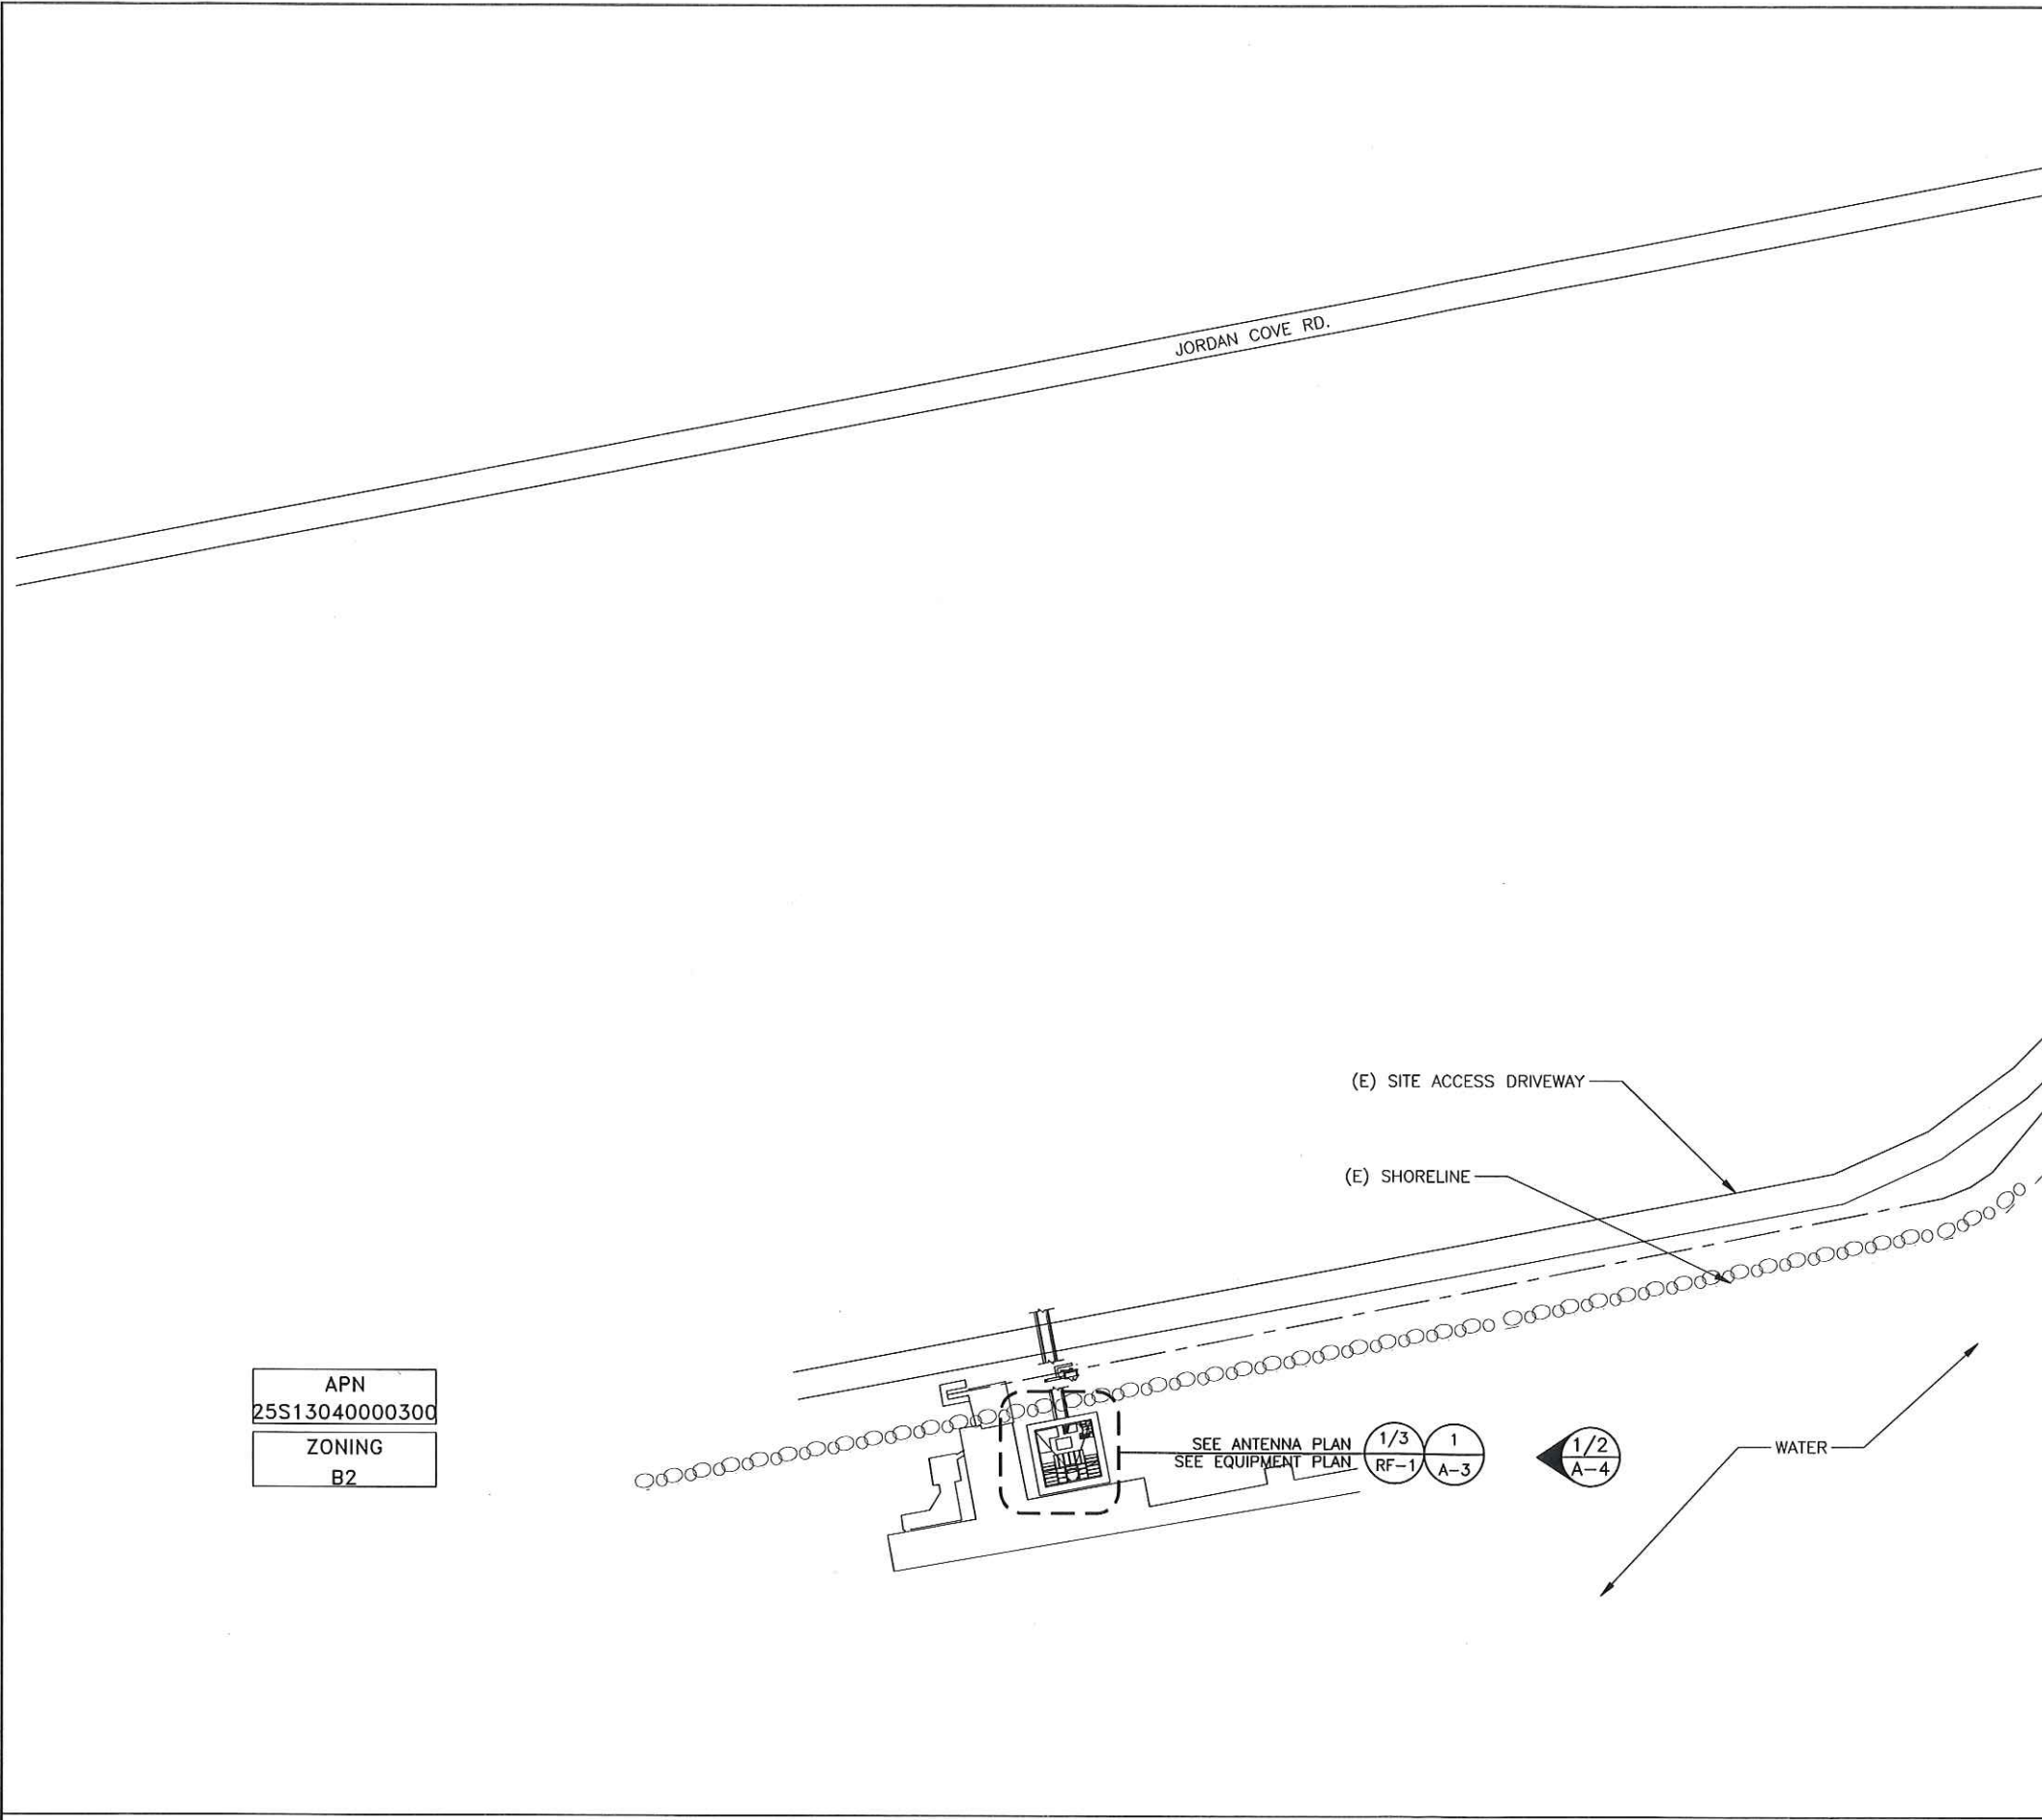 JORDAN COVE RD.
(E) SITE ACCESS DRIVEWAY
(E) SHORELINE
APN
25S13040000300
ZONING
B2
SEE ANTENNA PLAN
SEE EQUIPMENT PLAN
1/3
RF-1
1
A-3
1/2
A-4
WATER